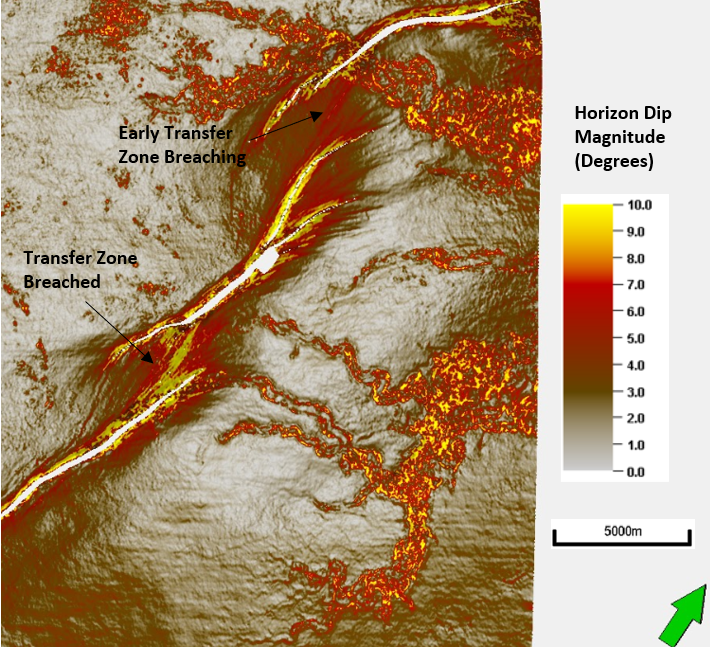 Early Transfer
Zone Breaching
Transfer Zone
Breached
Horizon Dip
Magnitude
(Degrees)
10.0
9.0
8.0
7.0
6.0
5.0
4.0
3.0
2.0
1.0
0.0
5000m